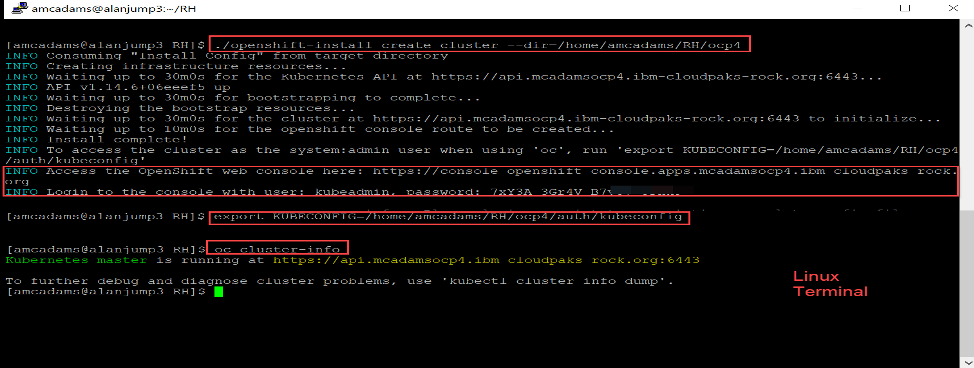 amcadams@alanjump3:~/RH
[amcadams@alanjump3 RH]$ ./openshift-install create cluster --dir=/home/amcadams/RH/ocp4
INFO Consuming "Install Config" from target directory
INFO Creating infrastructure resources...
INFO Waiting up to 30m0s for the Kubernetes API at https://api.mcadamsocp4.ibm-cloudpaks-rock.org:6443...
INFO API v1.14.6+06eeef5 up
INFO Waiting up to 30m0s for bootstrapping to complete...
INFO Destroying the bootstrap resources...
INFO Waiting up to 30m0s for the cluster at https://api.mcadamsocp4.ibm-cloudpaks-rock.org:6443 to initialize...
INFO Waiting up to 10m0s for the openshift console route to be created...
INFO Install complete!
INFO To access the cluster as the system:admin user when using 'oc', run 'export KUBECONFIG=/home/amcadams/RH/ocp4
/auth/kubeconfig'
INFO Access the OpenShift web console here: https://console openshift console.apps.mcadamsocp4.ibm cloudpaks rock.
org
INFO Login to the console with user: kubeadmin, password:
[amcadams@alanjump3 RH]$ export KUBECONFIG=/home/amcadams/RH/ocp4/auth/kubeconfig
[amcadams@alanjump3 RH]$ oc cluster-info
Kubernetes master is running at https://api.mcadamsocp4.ibm cloudpaks rock.org:6443
To further debug and diagnose cluster problems, use 'kubectl cluster info dump'.
[amcadams@alanjump3 RH]$
Linux
Terminal